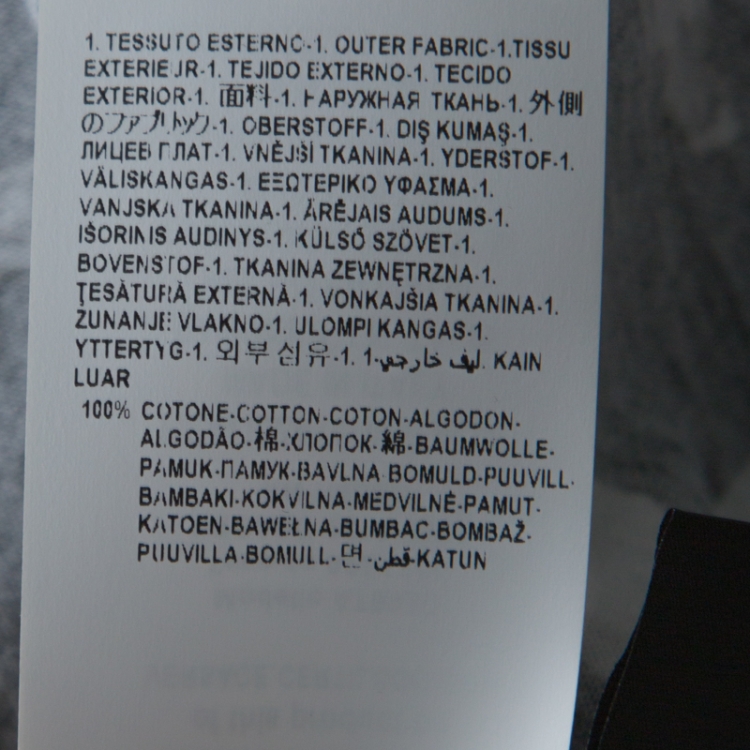 1. TESSUTO ESTERNO-1. OUTER FABRIC-1.TISSU
EXTERIEUR-1. TEJIDO EXTERNO-1. TECIDO
EXTERIOR-1. 面料-1. НАРУЖНАЯ ТКАНЬ-1. 外側
のファブリック-1. OBERSTOFF-1. DIŞ KUMAŞ-1.
ЛИЦЕВ ПЛАТ-1. VNĚJŠÍ TKANINA-1. YDERSTOF-1.
VÄLISKANGAS-1. ΕΞΩΤΕΡΙΚΟ ΥΦΑΣΜΑ-1.
VANJSKA TKANINA-1. ĀRĒJAIS AUDUMS-1.
IŠORINIS AUDINYS-1. KÜLSŐ SZÖVET-1.
BOVENSTOF-1. TKANINA ZEWNĘTRZNA-1.
ŢESĂTURĂ EXTERNĂ-1. VONKAJŠIA TKANINA-1.
ZUNANJE VLAKNO-1. ULOMPI KANGAS-1.
YTTERTYG-1. 외부 섬유-1. 1-ليف خارجي. KAIN
LUAR
100% COTONE-COTTON-COTON-ALGODON-
ALGODÃO-棉-ХЛОПОК-綿-BAUMWOLLE-
PAMUK-ПАМУК-BAVLNA BOMULD-PUUVILL-
BAMBAKI-KOKVILNA-MEDVILNĖ-PAMUT-
KATOEN-BAWEŁNA-BUMBAC-BOMBAŽ-
PUUVILLA-BOMULL-면-قطن-KATUN